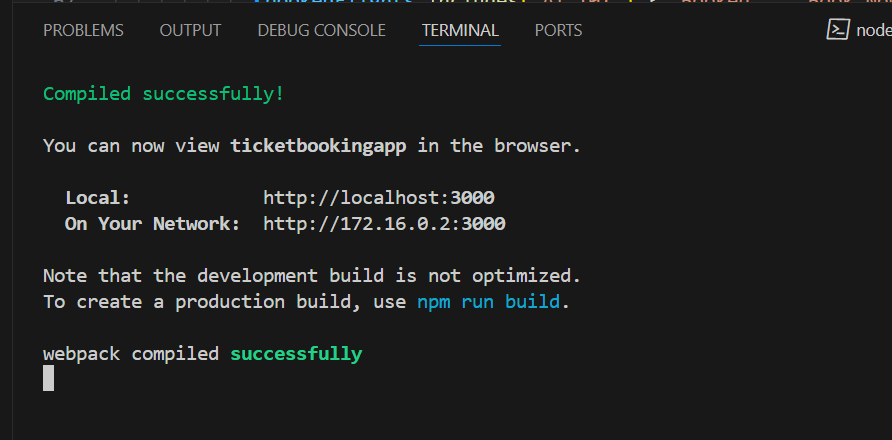 PROBLEMS OUTPUT DEBUG CONSOLE TERMINAL PORTS node
Compiled successfully!
You can now view ticketbookingapp in the browser.
Local: http://localhost:3000
On Your Network: http://172.16.0.2:3000
Note that the development build is not optimized.
To create a production build, use npm run build.
webpack compiled successfully